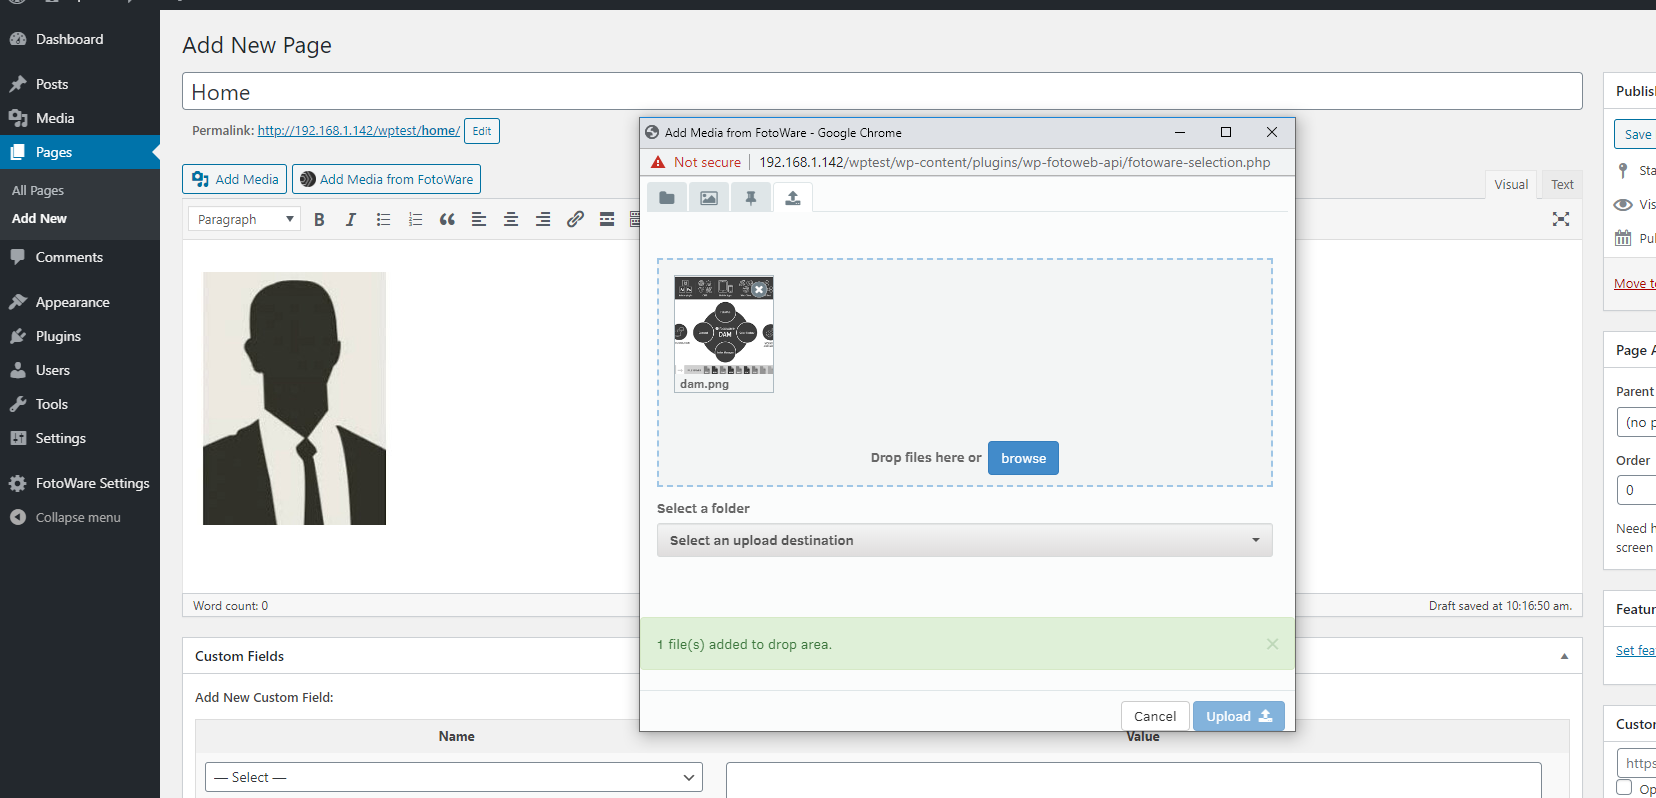 Dashboard
Posts
Media
Pages
All Pages
Add New
Comments
Appearance
Plugins
Users
Tools
Settings
FotoWare Settings
Collapse menu
Add New Page
Home
Permalink: http://192.168.1.142/wptest/home/ Edit
Add Media
Add Media from FotoWare
Visual Text
Paragraph
Word count: 0
Draft saved at 10:16:50 am.
Custom Fields
Add New Custom Field:
Name
Value
— Select —
Add Media from FotoWare - Google Chrome
Not secure 192.168.1.142/wptest/wp-content/plugins/wp-fotoweb-api/fotoware-selection.php
DAM
dam.png
Drop files here or browse
Select a folder
Select an upload destination
1 file(s) added to drop area.
Cancel Upload
Publis
Save
Sta
Vis
Pu
Move t
Page A
Parent
(no p
Order
0
Need h
screen
Featur
Set fea
Custo
https
Op